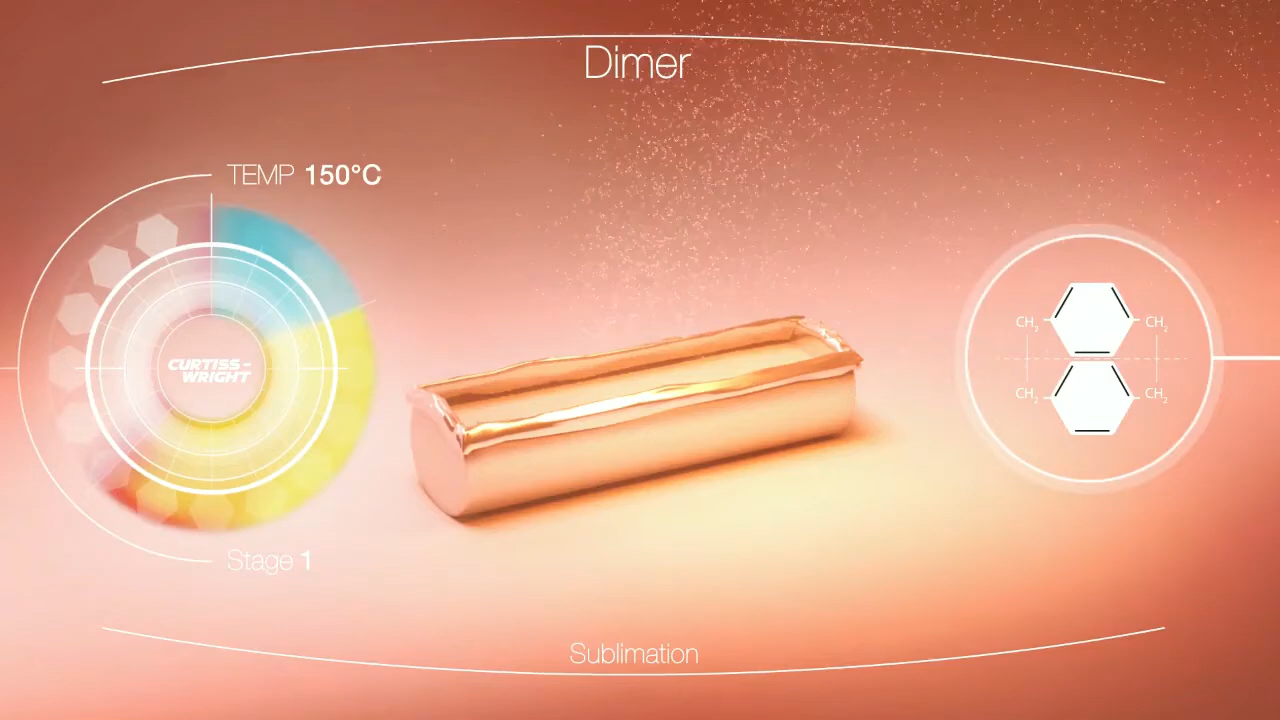 Dimer
TEMP 150°C
CURTISS-
WRIGHT
CH2 CH2
CH2 CH2
Stage 1
Sublimation